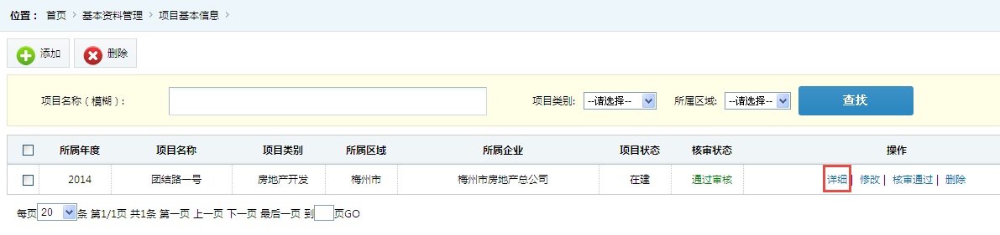 位置： 首页 > 基本资料管理 > 项目基本信息 >
添加 删除
项目名称（模糊）： 项目类别: --请选择-- 所属区域: --请选择-- 查找
所属年度 项目名称 项目类别 所属区域 所属企业 项目状态 核审状态 操作
2014 团结路一号 房地产开发 梅州市 梅州市房地产总公司 在建 通过审核 详细 | 修改 | 核审通过 | 删除
每页 20 条 第1/1页 共1条 第一页 上一页 下一页 最后一页 到 页GO